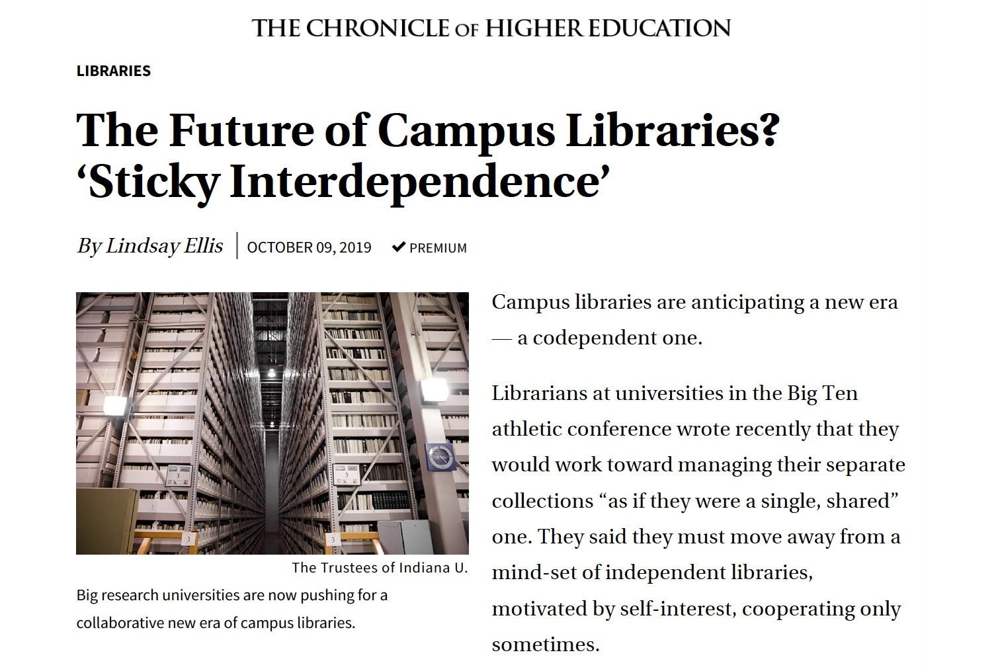 THE CHRONICLE OF HIGHER EDUCATION
LIBRARIES
The Future of Campus Libraries?
‘Sticky Interdependence’
By Lindsay Ellis
OCTOBER 09, 2019
PREMIUM
3
3
3
3
The Trustees of Indiana U.
Big research universities are now pushing for a
collaborative new era of campus libraries.
Campus libraries are anticipating a new era
— a codependent one.
Librarians at universities in the Big Ten
athletic conference wrote recently that they
would work toward managing their separate
collections “as if they were a single, shared”
one. They said they must move away from a
mind-set of independent libraries,
motivated by self-interest, cooperating only
sometimes.